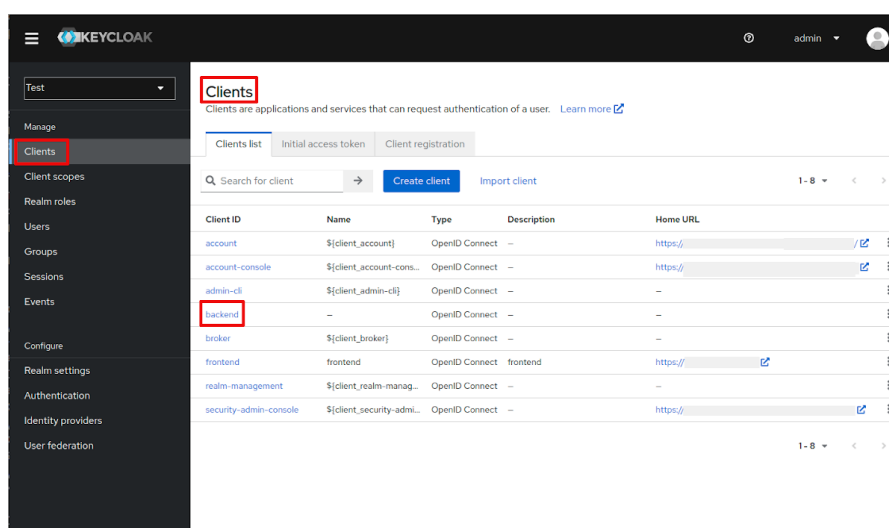 KEYCLOAK
admin
Test
Manage
Clients
Client scopes
Realm roles
Users
Groups
Sessions
Events
Configure
Realm settings
Authentication
Identity providers
User federation
Clients
Clients are applications and services that can request authentication of a user. Learn more
Clients list Initial access token Client registration
Search for client Create client Import client 1-8
Client ID Name Type Description Home URL
account ${client_account} OpenID Connect – https:// /
account-console ${client_account-cons... OpenID Connect – https://
admin-cli ${client_admin-cli} OpenID Connect – –
backend – OpenID Connect – –
broker ${client_broker} OpenID Connect – –
frontend frontend OpenID Connect frontend https://
realm-management ${client_realm-manag... OpenID Connect – –
security-admin-console ${client_security-admi... OpenID Connect – https://
1-8